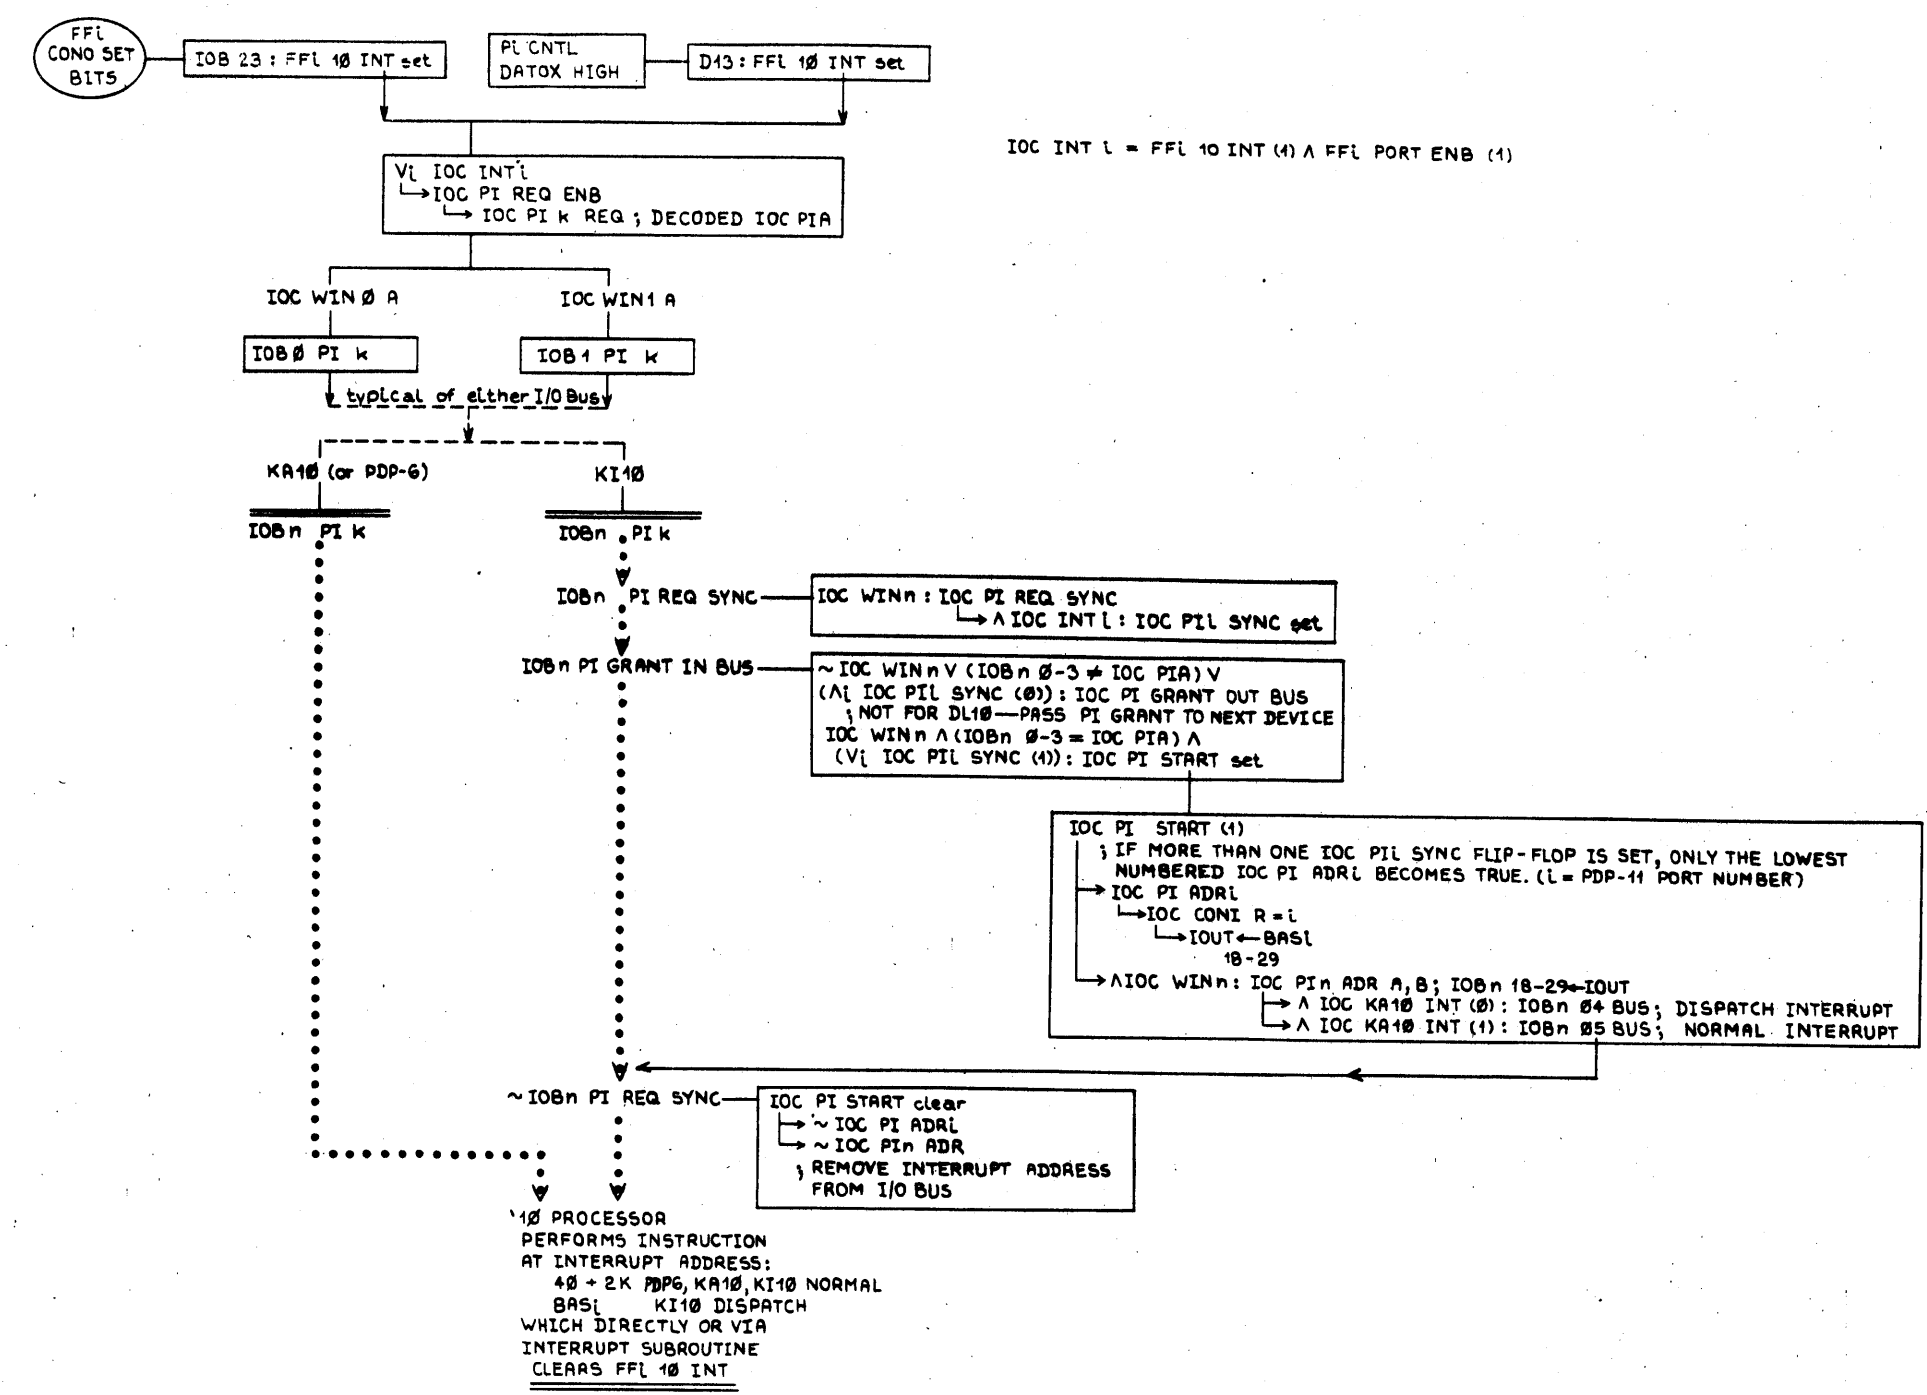 FFi
CONO SET
BITS
IOB 23 : FFi 1Ø INT set
Pi CNTL
DATOX HIGH
D13 : FFi 1Ø INT set
IOC INT i = FFi 10 INT (1) Λ FFi PORT ENB (1)
Vi IOC INTi
IOC PI REQ ENB
IOC PI k REQ ; DECODED IOC PIA
IOC WIN Ø A
IOC WIN1 A
IOBØ PI k
IOB1 PI k
typical of either I/O Bus
KA1Ø (or PDP-6)
KI1Ø
IOBn PI k
IOBn PI k
IOBn PI REQ SYNC
IOC WINn : IOC PI REQ SYNC
Λ IOC INT i : IOC PIi SYNC set
IOBn PI GRANT IN BUS
~ IOC WINn V (IOBn Ø-3 ≠ IOC PIA) V
(Λi IOC PIi SYNC (Ø)) : IOC PI GRANT OUT BUS
; NOT FOR DL1Ø—PASS PI GRANT TO NEXT DEVICE
IOC WINn Λ (IOBn Ø-3 = IOC PIA) Λ
(Vi IOC PIi SYNC (1)) : IOC PI START set
IOC PI START (1)
; IF MORE THAN ONE IOC PIi SYNC FLIP-FLOP IS SET, ONLY THE LOWEST
NUMBERED IOC PI ADRi BECOMES TRUE. (i = PDP-11 PORT NUMBER)
IOC PI ADRi
IOC CONI R = i
IOUT←BASi
18-29
ΛIOC WINn : IOC PIn ADR A,B; IOBn 18-29←IOUT
Λ IOC KA1Ø INT (Ø) : IOBn Ø4 BUS; DISPATCH INTERRUPT
Λ IOC KA1Ø INT (1) : IOBn Ø5 BUS; NORMAL INTERRUPT
~ IOBn PI REQ SYNC
IOC PI START clear
~ IOC PI ADRi
~ IOC PIn ADR
; REMOVE INTERRUPT ADDRESS
FROM I/O BUS
'1Ø PROCESSOR
PERFORMS INSTRUCTION
AT INTERRUPT ADDRESS:
4Ø + 2K PDP6, KA1Ø, KI1Ø NORMAL
BASi KI1Ø DISPATCH
WHICH DIRECTLY OR VIA
INTERRUPT SUBROUTINE
CLEARS FFi 1Ø INT